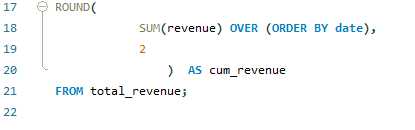 17 ROUND(
18 SUM(revenue) OVER (ORDER BY date),
19 2
20 ) AS cum_revenue
21 FROM total_revenue;
22